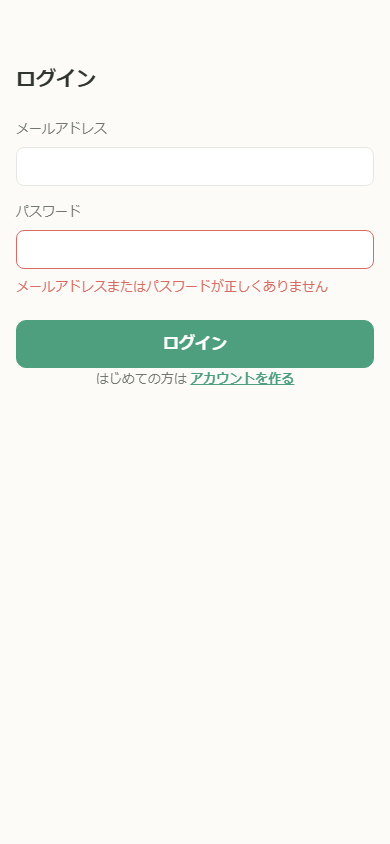 ログイン
メールアドレス
パスワード
メールアドレスまたはパスワードが正しくありません
ログイン
はじめての方は アカウントを作る